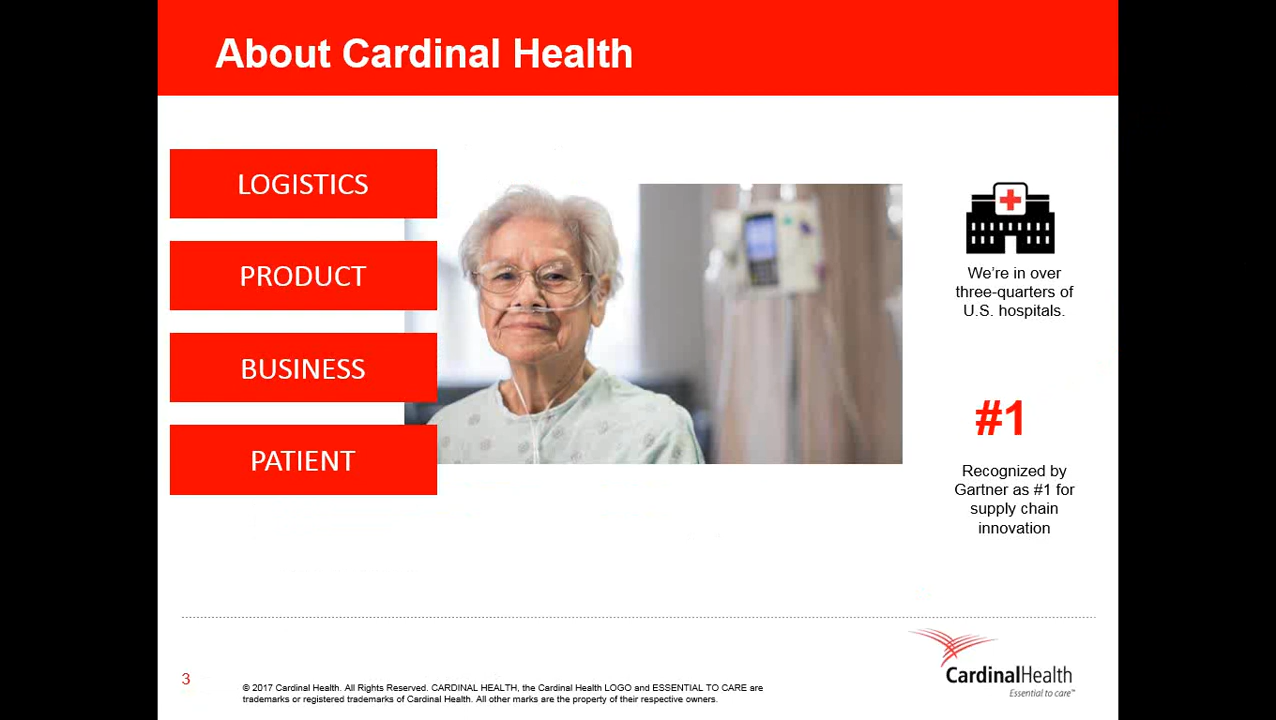 About Cardinal Health
LOGISTICS
PRODUCT
BUSINESS
PATIENT
We're in over
three-quarters of
U.S. hospitals.
#1
Recognized by
Gartner as #1 for
supply chain
innovation
3
© 2017 Cardinal Health. All Rights Reserved. CARDINAL HEALTH, the Cardinal Health LOGO and ESSENTIAL TO CARE are
trademarks or registered trademarks of Cardinal Health. All other marks are the property of their respective owners.
CardinalHealth
Essential to care™